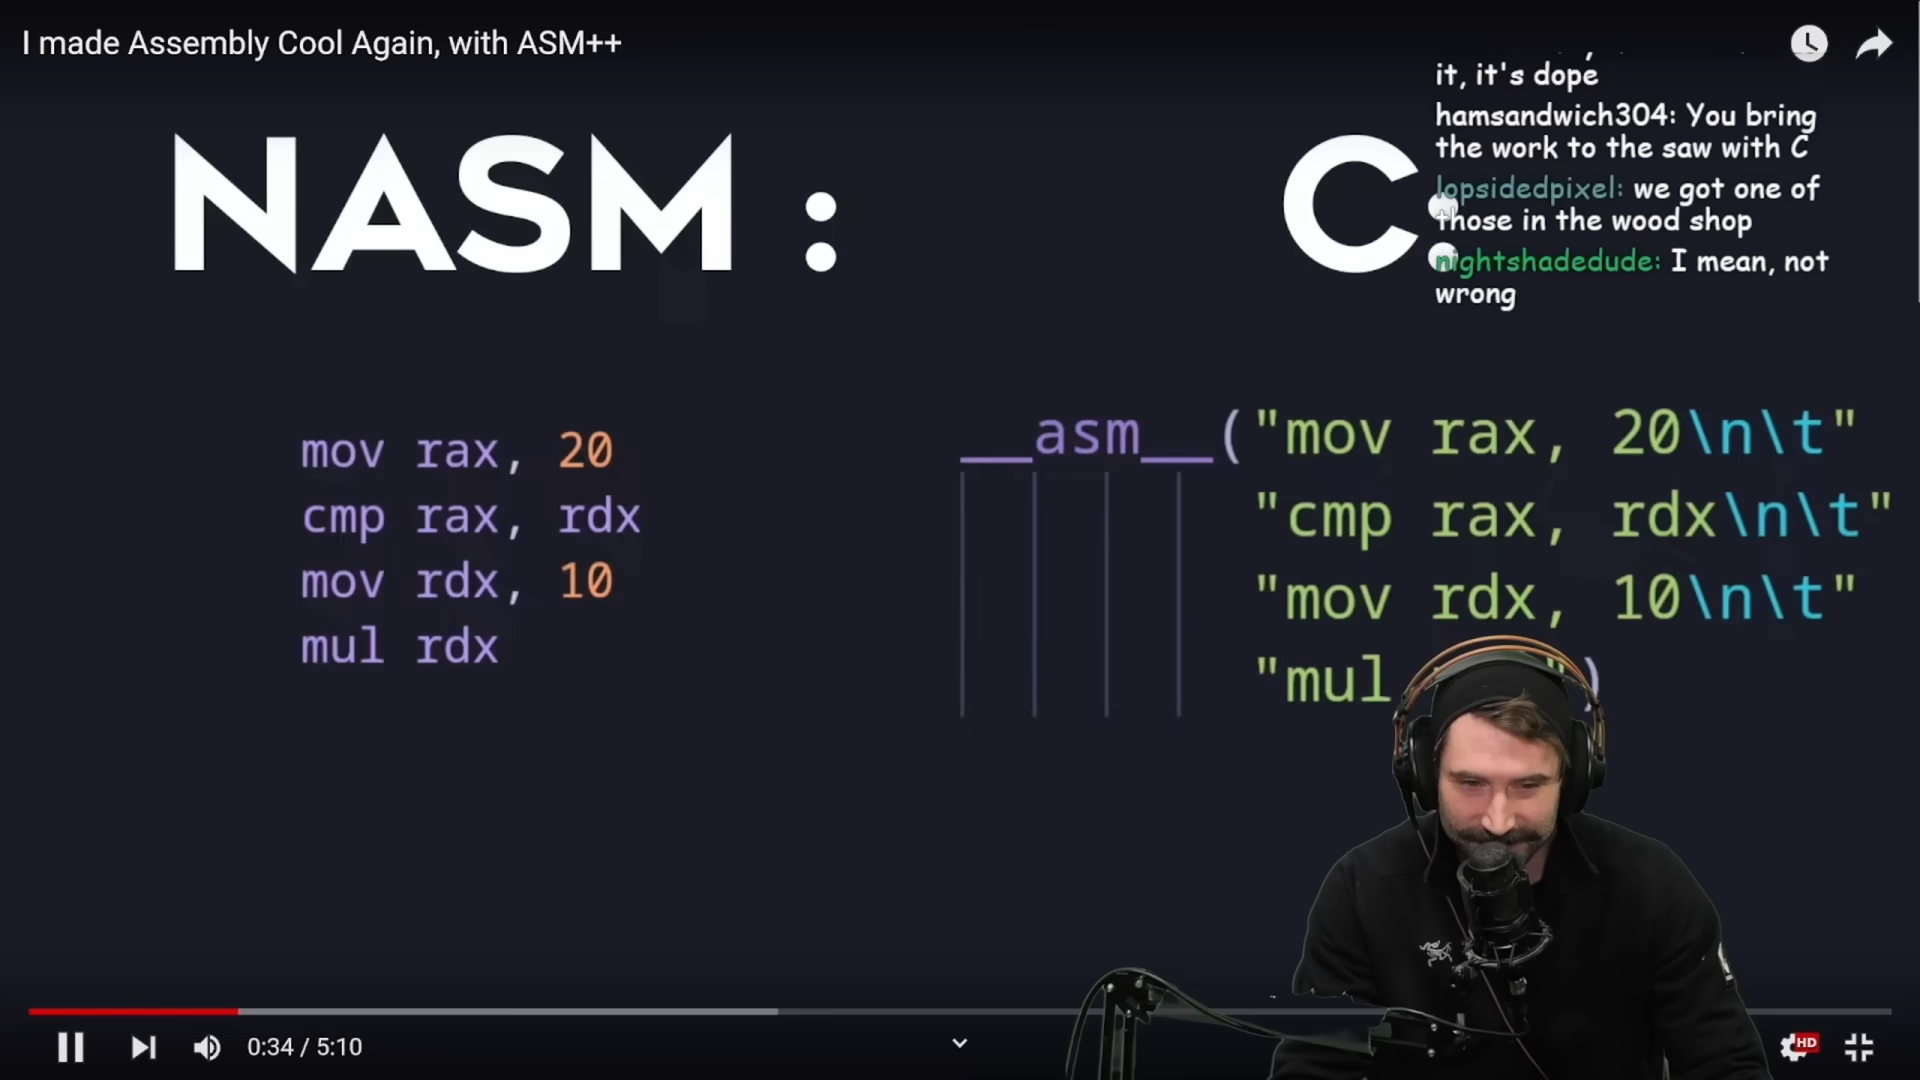 I made Assembly Cool Again, with ASM++
it, it's dope
hamsandwich304: You bring
the work to the saw with C
lopsidedpixel: we got one of
those in the wood shop
nightshadedude: I mean, not
wrong
NASM :
C:
mov rax, 20
cmp rax, rdx
mov rdx, 10
mul rdx
__asm__("mov rax, 20\n\t"
"cmp rax, rdx\n\t"
"mov rdx, 10\n\t"
"mul ")
0:34 / 5:10
HD